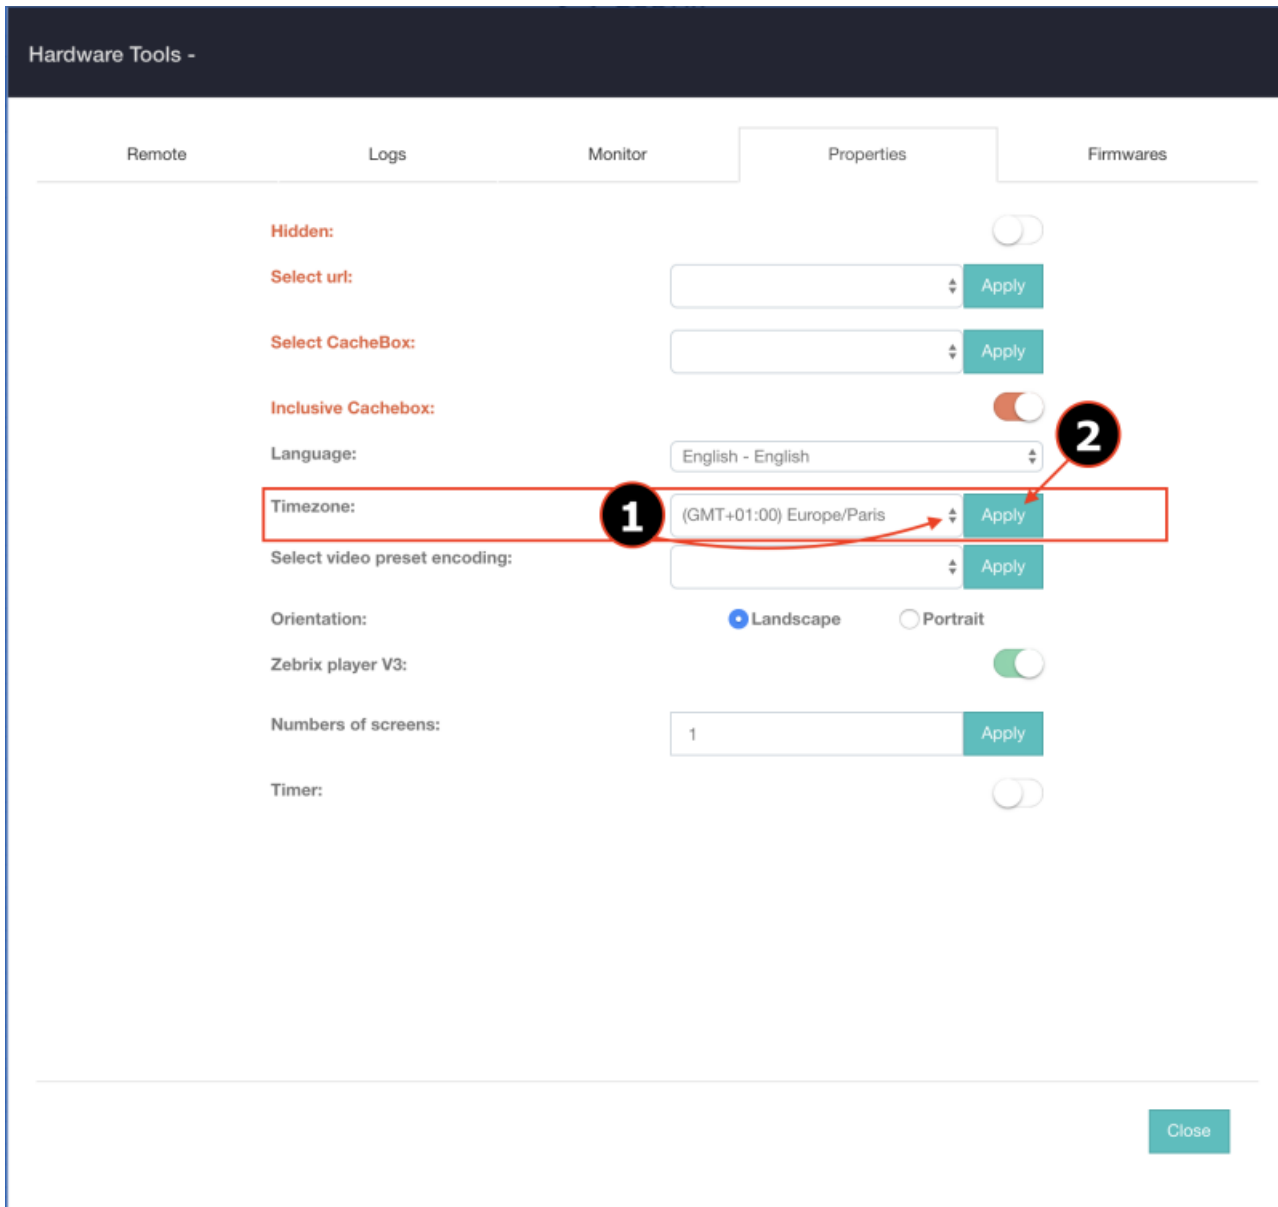 Hardware Tools -
Remote Logs Monitor Properties Firmwares
Hidden:
Select url: Apply
Select CacheBox: Apply
Inclusive Cachebox:
2
Language: English - English
Timezone: 1 (GMT+01:00) Europe/Paris Apply
Select video preset encoding: Apply
Orientation: Landscape Portrait
Zebrix player V3:
Numbers of screens: 1 Apply
Timer:
Close